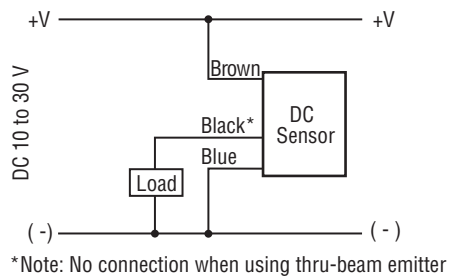 +V +V
Brown
DC 10 to 30 V
DC
Sensor
Black*
Blue
Load
( -) ( - )
*Note: No connection when using thru-beam emitter